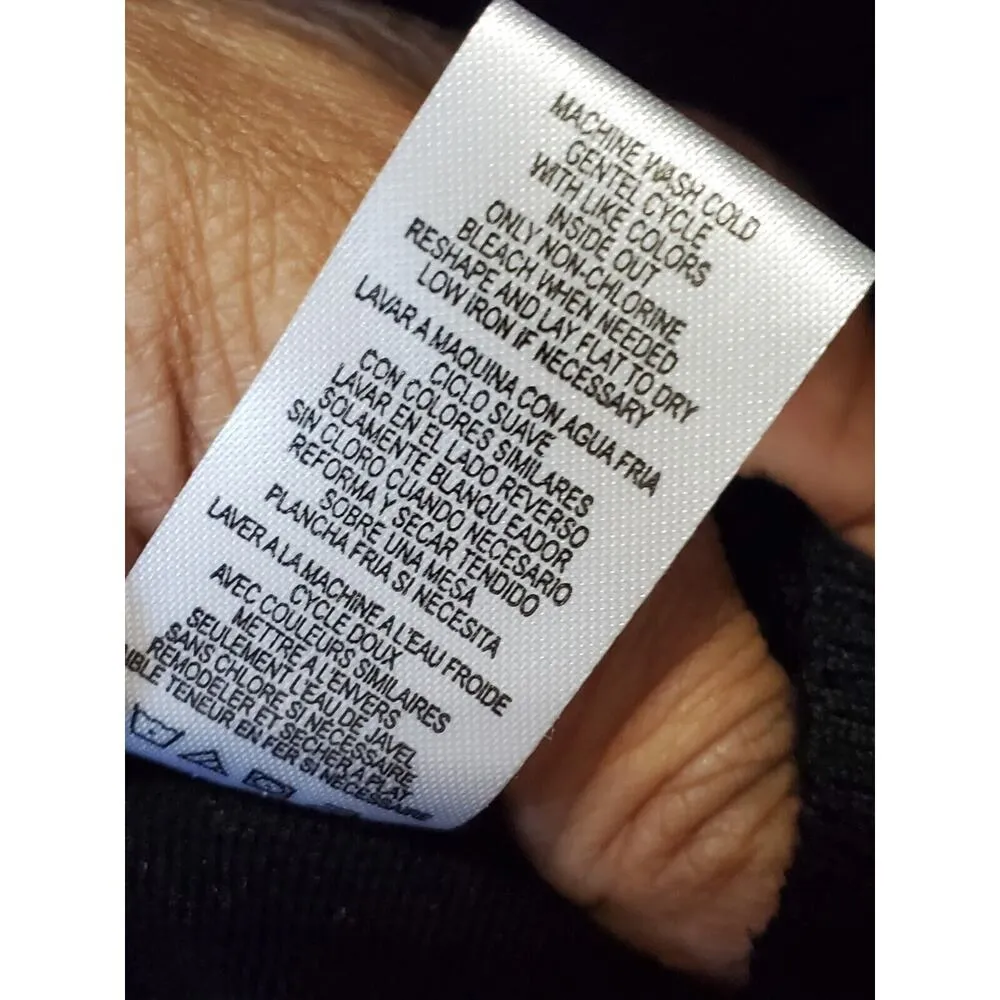 MACHINE WASH COLD
GENTEL CYCLE
WITH LIKE COLORS
INSIDE OUT
ONLY NON-CHLORINE
BLEACH WHEN NEEDED
RESHAPE AND LAY FLAT TO DRY
LOW IRON IF NECESSARY
LAVAR A MAQUINA CON AGUA FRIA
CICLO SUAVE
CON COLORES SIMILARES
LAVAR EN EL LADO REVERSO
SOLAMENTE BLANQU EADOR
SIN CLORO CUANDO NECESARIO
REFORMA Y SECAR TENDIDO
SOBRE UNA MESA
PLANCHA FRIA SI NECESITA
LAVER A LA MACHINE A L'EAU FROIDE
CYCLE DOUX
AVEC COULEURS SIMILAIRES
METTRE A L'ENVERS
SEULEMENT L'EAU DE JAVEL
SANS CHLORE SI NÉCESSAIRE
REMODELER ET SÉCHER A PLAT
TENEUR EN FER SI NÉCESSAIRE